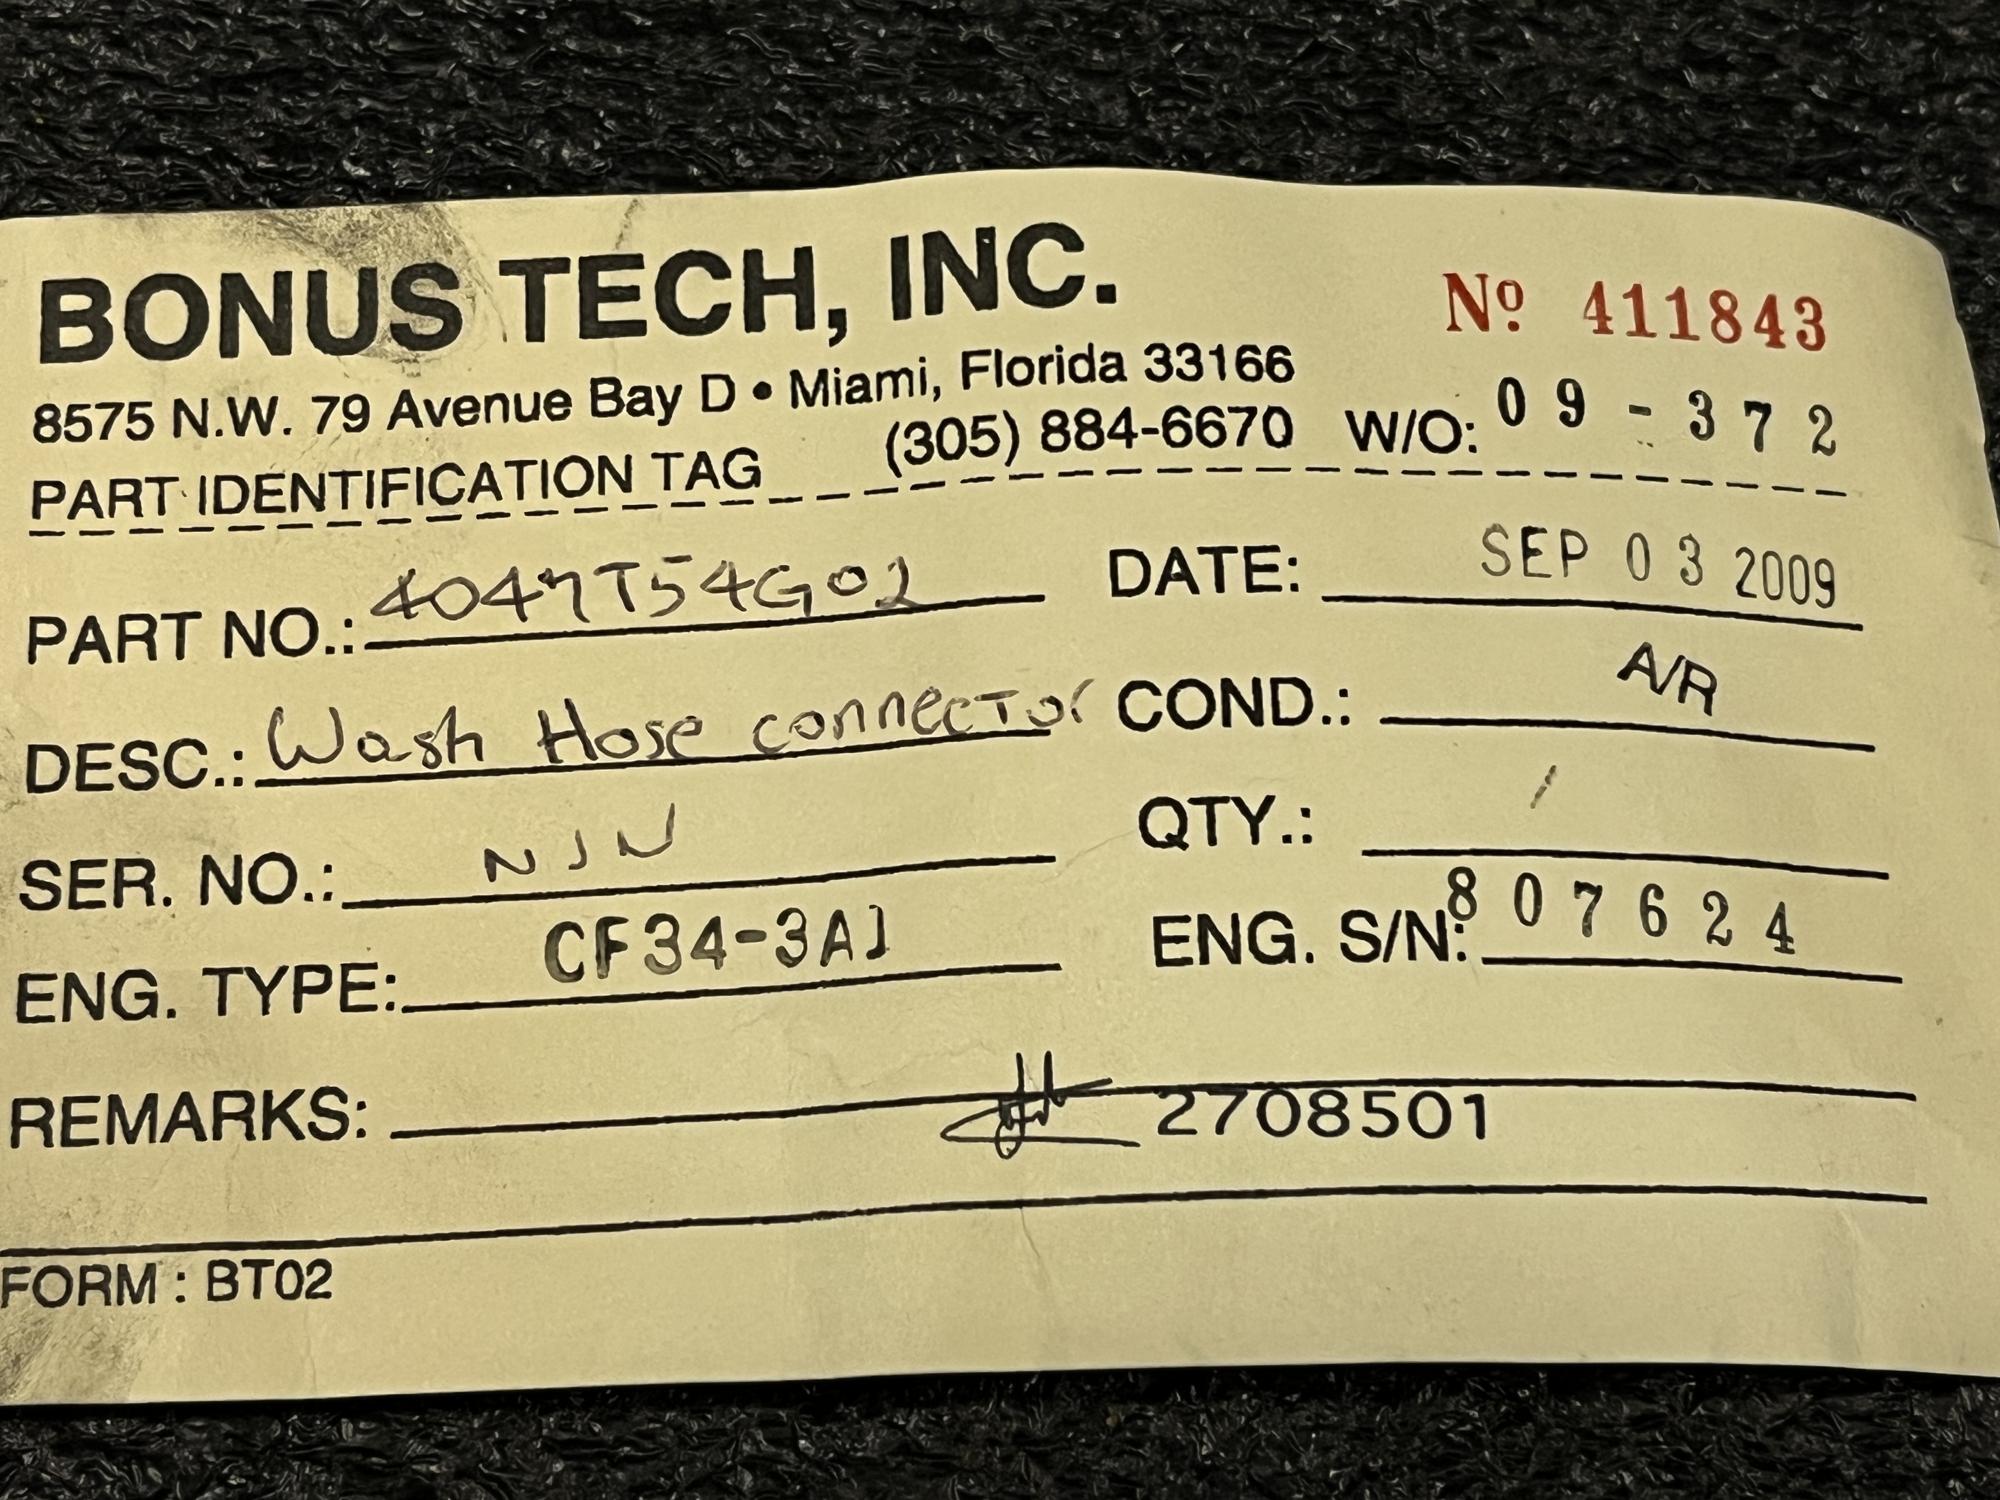 BONUS TECH, INC.
Nº 411843
8575 N.W. 79 Avenue Bay D • Miami, Florida 33166
(305) 884-6670
W/O: 09-372
PART IDENTIFICATION TAG
PART NO.: 4047T54G02
DATE: SEP 03 2009
DESC.: Wash Hose connector
COND.: A/R
SER. NO.:
QTY.: 1
ENG. TYPE: CF34-3A1
ENG. S/N: 807624
REMARKS: 2708501
FORM : BT02